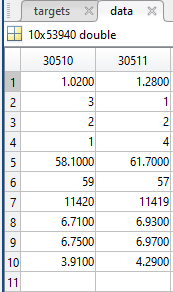 targets data
10x53940 double
30510 30511
1 1.0200 1.2800
2 3 1
3 2 2
4 1 4
5 58.1000 61.7000
6 59 57
7 11420 11419
8 6.7100 6.9300
9 6.7500 6.9700
10 3.9100 4.2900
11